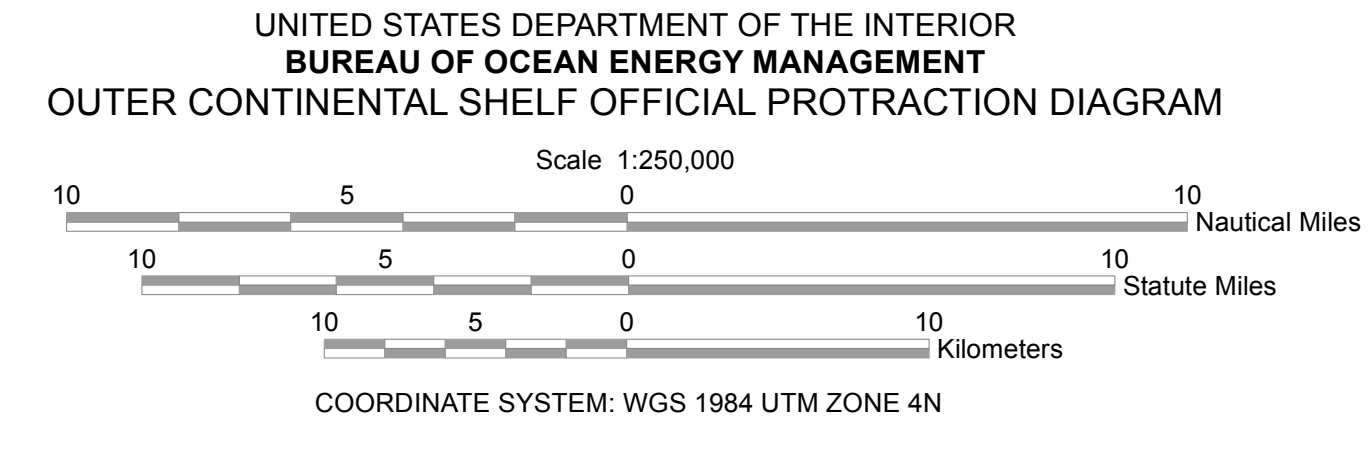 UNITED STATES DEPARTMENT OF THE INTERIOR
BUREAU OF OCEAN ENERGY MANAGEMENT
OUTER CONTINENTAL SHELF OFFICIAL PROTRACTION DIAGRAM
Scale 1:250,000
10 5 0 10
Nautical Miles
10 5 0 10
Statute Miles
10 5 0 10
Kilometers
COORDINATE SYSTEM: WGS 1984 UTM ZONE 4N